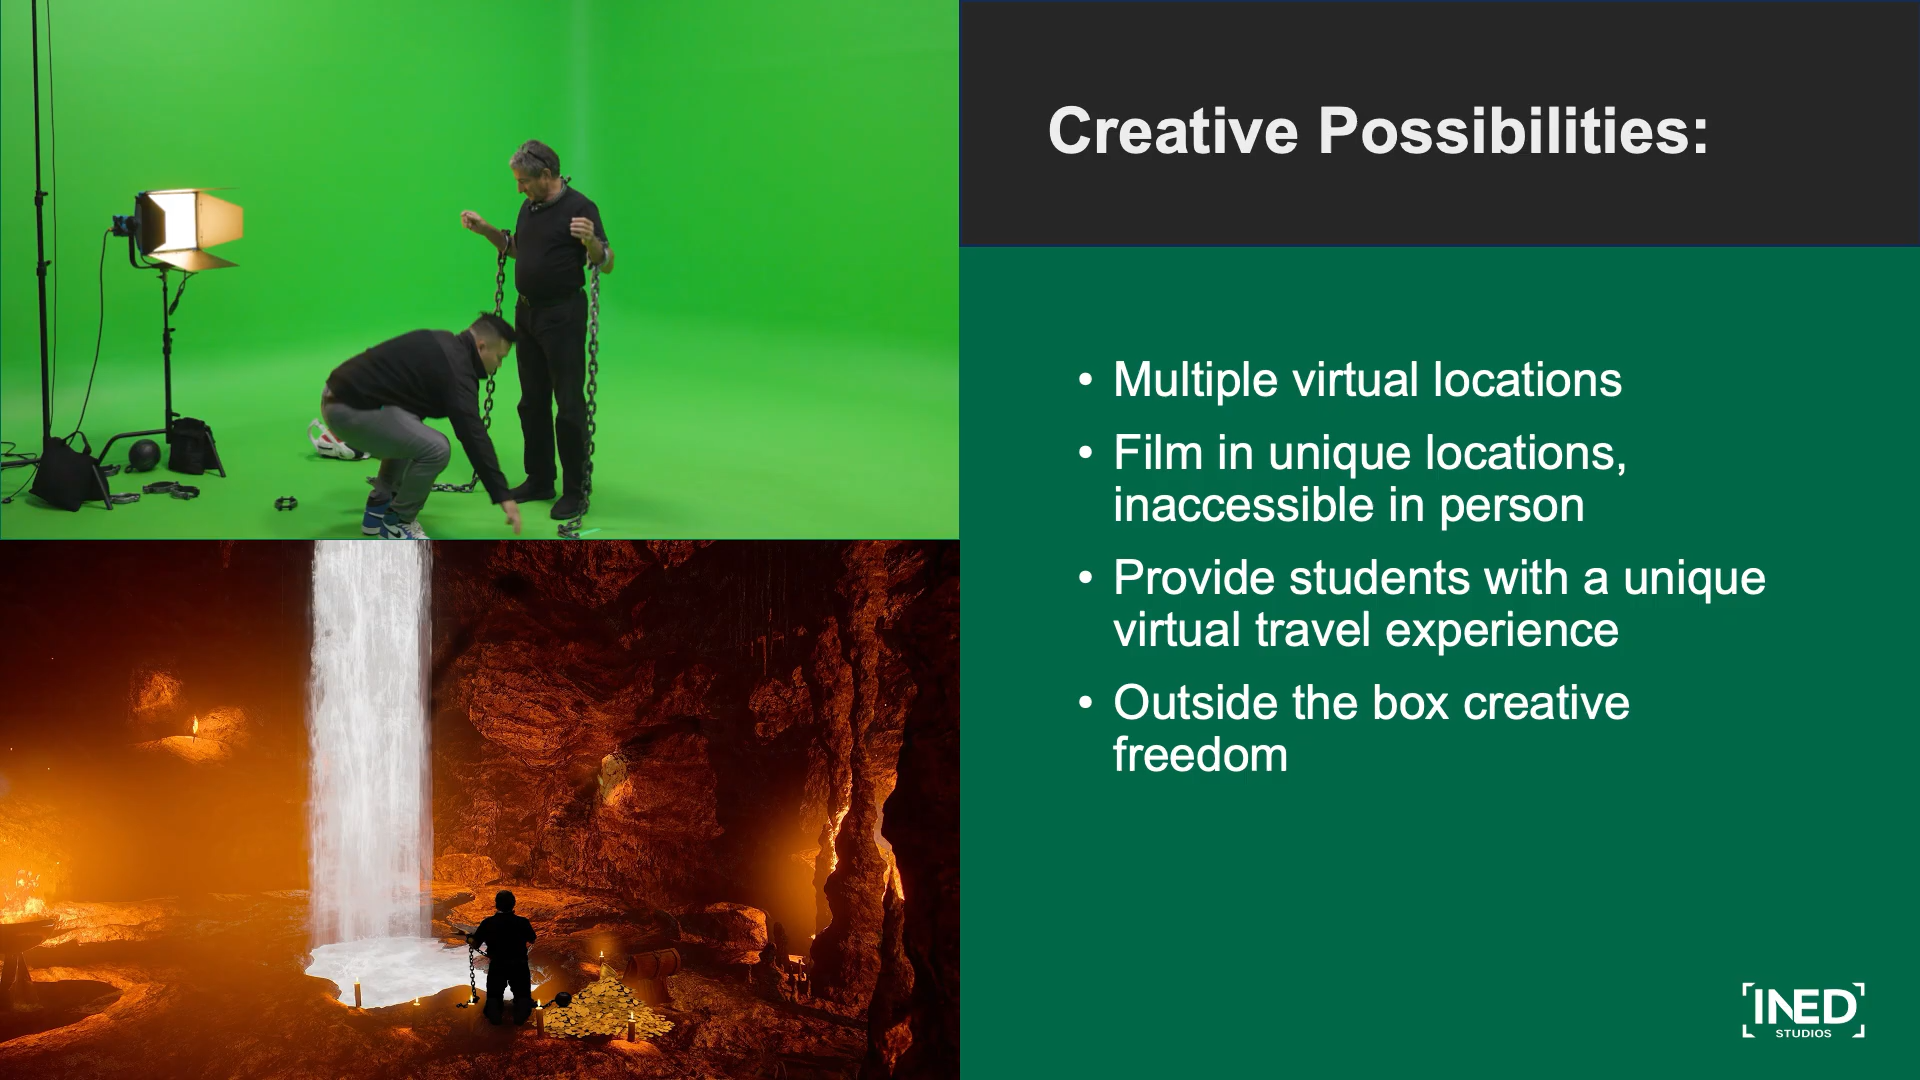 Creative Possibilities:
• Multiple virtual locations
• Film in unique locations,
inaccessible in person
• Provide students with a unique
virtual travel experience
• Outside the box creative
freedom
INED
STUDIOS